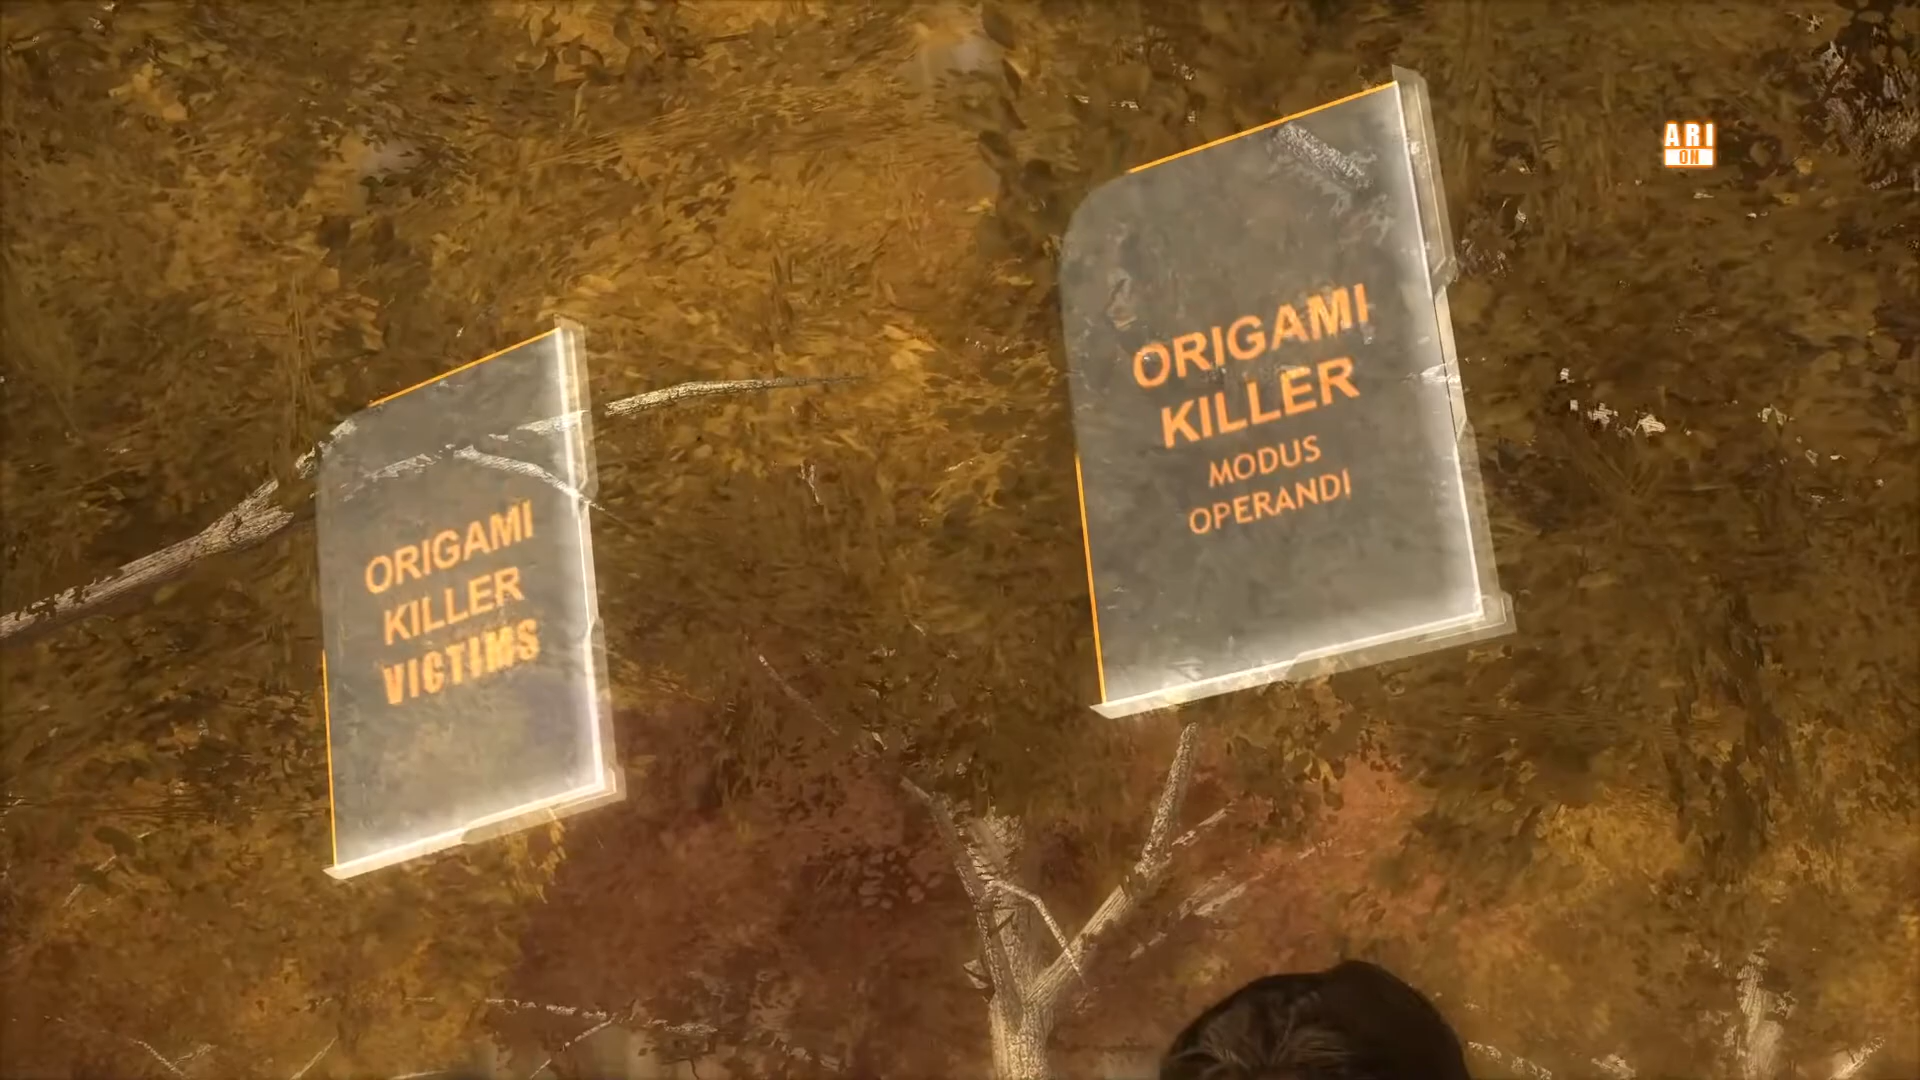 ARI
ON
ORIGAMI
KILLER
MODUS
OPERANDI
ORIGAMI
KILLER
VICTIMS